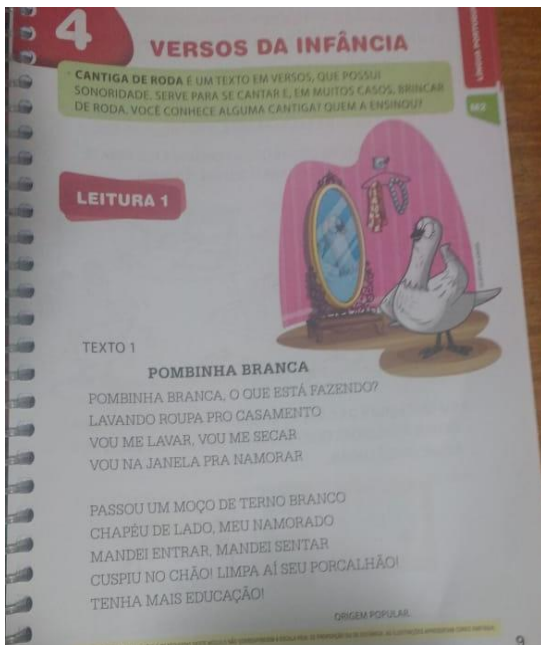 4
VERSOS DA INFÂNCIA
CANTIGA DE RODA É UM TEXTO EM VERSOS, QUE POSSUI
SONORIDADE. SERVE PARA SE CANTAR E, EM MUITOS CASOS, BRINCAR
DE RODA. VOCÊ CONHECE ALGUMA CANTIGA? QUEM A ENSINOU?
LÍNGUA PORTUGU
M2
LEITURA 1
TEXTO 1
POMBINHA BRANCA
POMBINHA BRANCA, O QUE ESTÁ FAZENDO?
LAVANDO ROUPA PRO CASAMENTO
VOU ME LAVAR, VOU ME SECAR
VOU NA JANELA PRA NAMORAR
PASSOU UM MOÇO DE TERNO BRANCO
CHAPÉU DE LADO, MEU NAMORADO
MANDEI ENTRAR, MANDEI SENTAR
CUSPIU NO CHÃO! LIMPA AÍ SEU PORCALHÃO!
TENHA MAIS EDUCAÇÃO!
ORIGEM POPULAR.
9